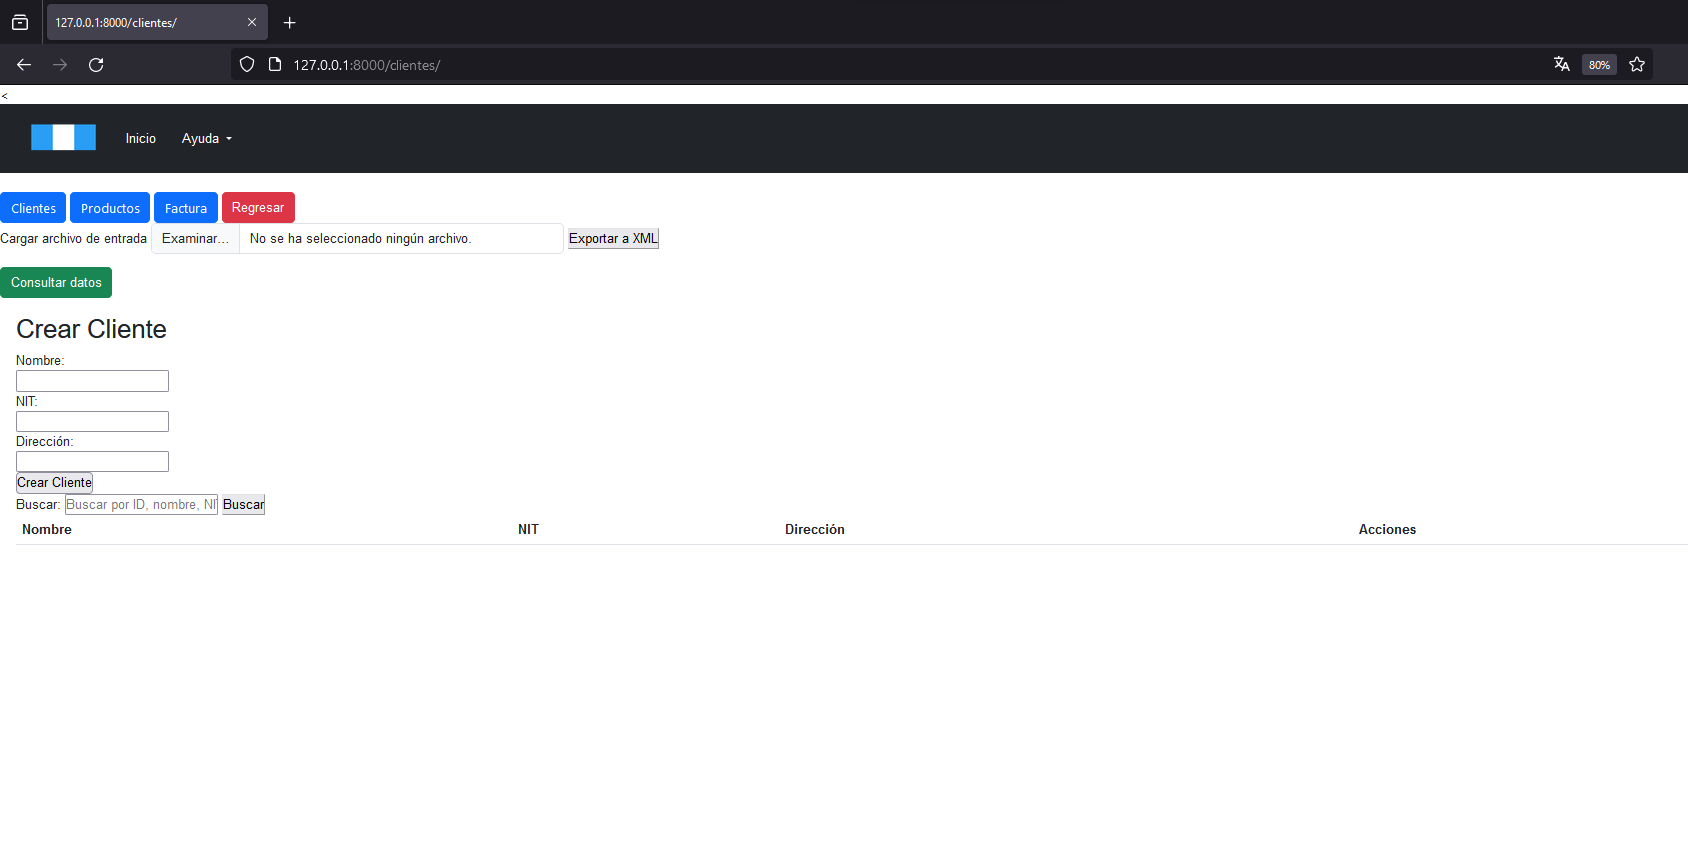 127.0.0.1:8000/clientes/
127.0.0.1:8000/clientes/ 80%
<
Inicio Ayuda
Clientes Productos Factura Regresar
Cargar archivo de entrada Examinar... No se ha seleccionado ningún archivo. Exportar a XML
Consultar datos
Crear Cliente
Nombre:
NIT:
Dirección:
Crear Cliente
Buscar: Buscar por ID, nombre, NI Buscar
Nombre NIT Dirección Acciones